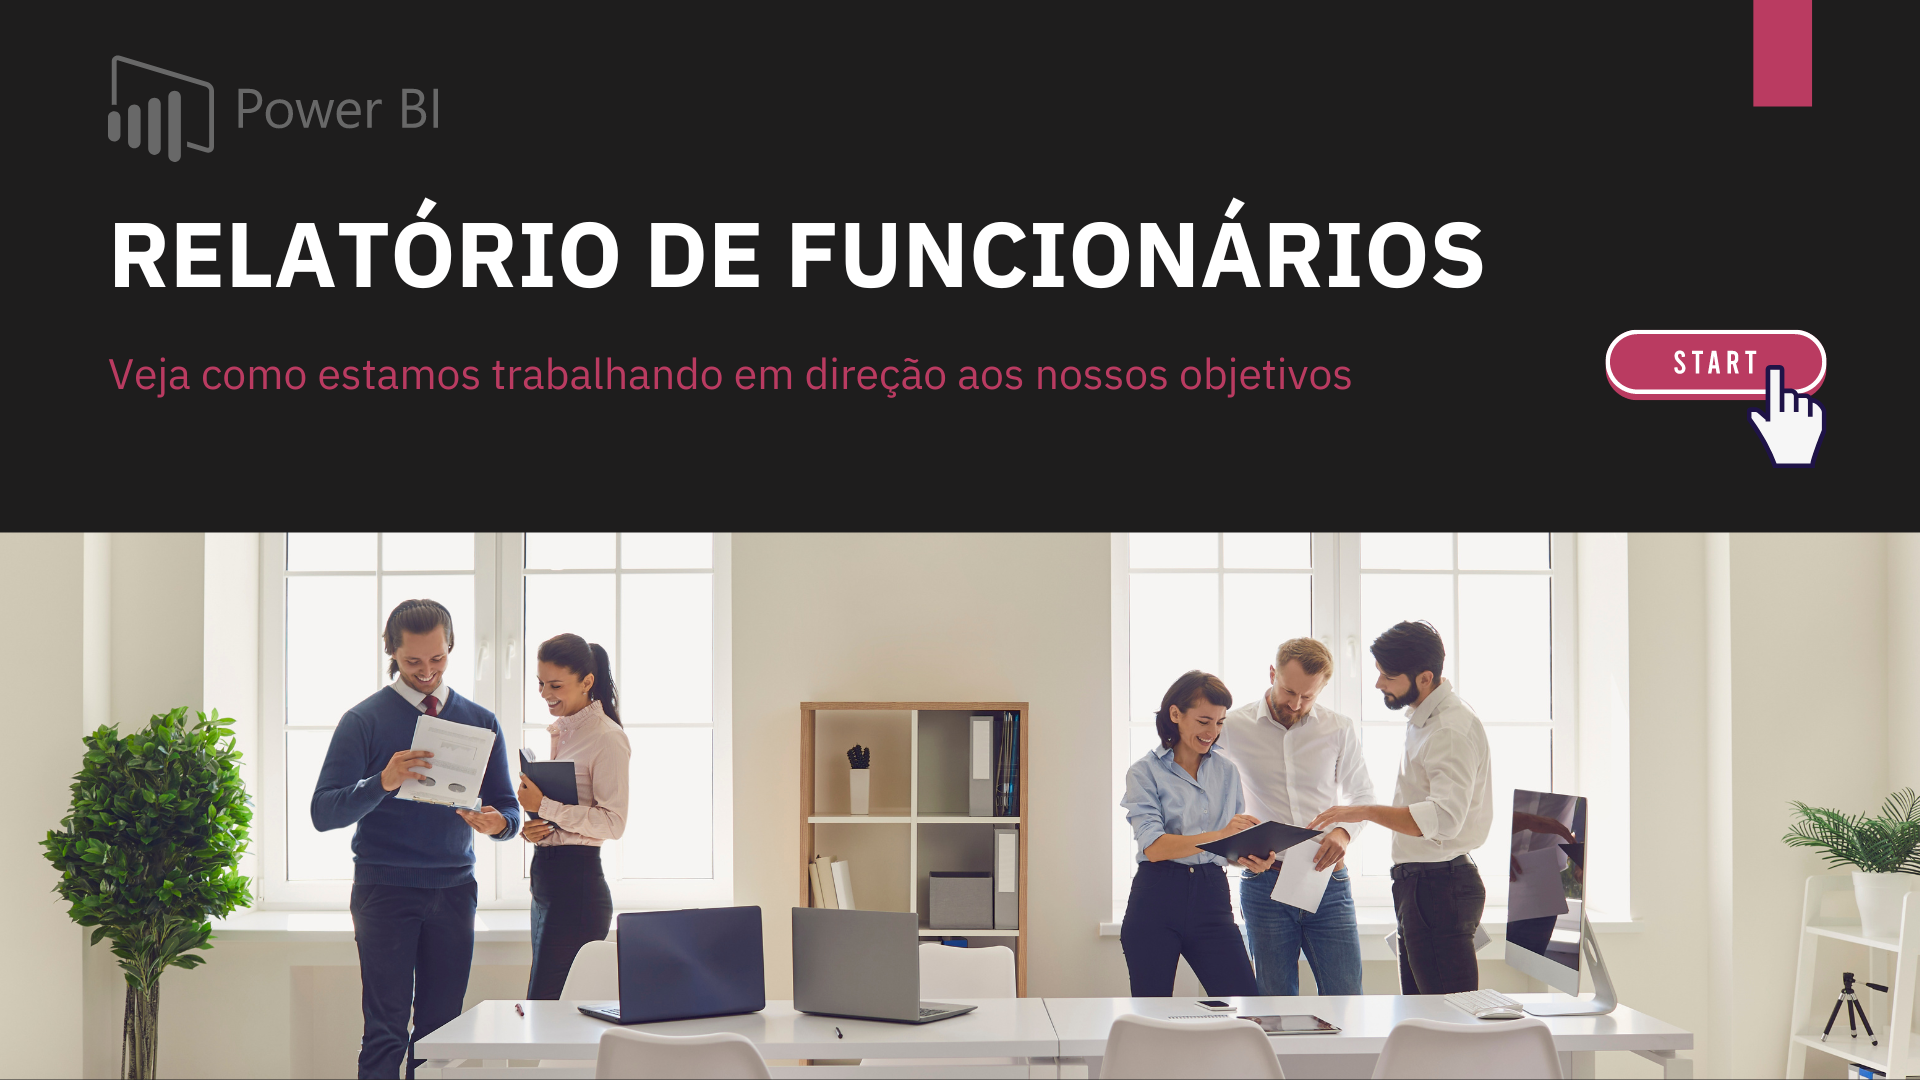 Power BI
RELATÓRIO DE FUNCIONÁRIOS
Veja como estamos trabalhando em direção aos nossos objetivos
START